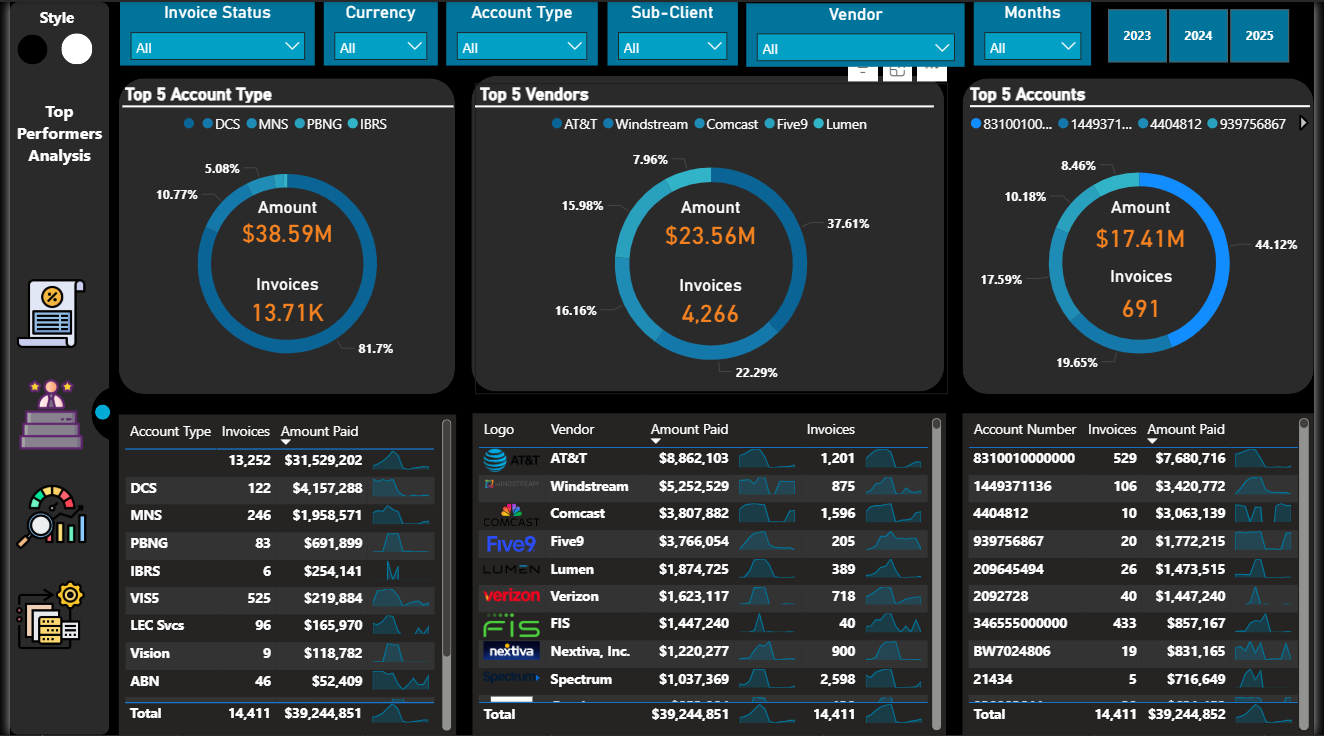 Style
Top
Performers
Analysis
Invoice Status
All
Currency
All
Account Type
All
Sub-Client
All
Vendor
All
Months
All
2023 2024 2025
Top 5 Account Type
DCS MNS PBNG IBRS
5.08%
10.77%
81.7%
Amount
$38.59M
Invoices
13.71K
Top 5 Vendors
AT&T Windstream Comcast Five9 Lumen
7.96%
15.98%
37.61%
16.16%
22.29%
Amount
$23.56M
Invoices
4,266
Top 5 Accounts
83100100... 1449371... 4404812 939756867
8.46%
10.18%
44.12%
17.59%
19.65%
Amount
$17.41M
Invoices
691
Account Type Invoices Amount Paid
13,252 $31,529,202
DCS 122 $4,157,288
MNS 246 $1,958,571
PBNG 83 $691,899
IBRS 6 $254,141
VIS5 525 $219,884
LEC Svcs 96 $165,970
Vision 9 $118,782
ABN 46 $52,409
Total 14,411 $39,244,851
Logo Vendor Amount Paid Invoices
AT&T AT&T $8,862,103 1,201
WINDSTREAM Windstream $5,252,529 875
COMCAST Comcast $3,807,882 1,596
Five9 Five9 $3,766,054 205
LUMEN Lumen $1,874,725 389
verizon Verizon $1,623,117 718
FIS FIS $1,447,240 40
nextiva Nextiva, Inc. $1,220,277 900
Spectrum Spectrum $1,037,369 2,598
Total $39,244,851 14,411
Account Number Invoices Amount Paid
8310010000000 529 $7,680,716
1449371136 106 $3,420,772
4404812 10 $3,063,139
939756867 20 $1,772,215
209645494 26 $1,473,515
2092728 40 $1,447,240
346555000000 433 $857,167
BW7024806 19 $831,165
21434 5 $716,649
Total 14,411 $39,244,852